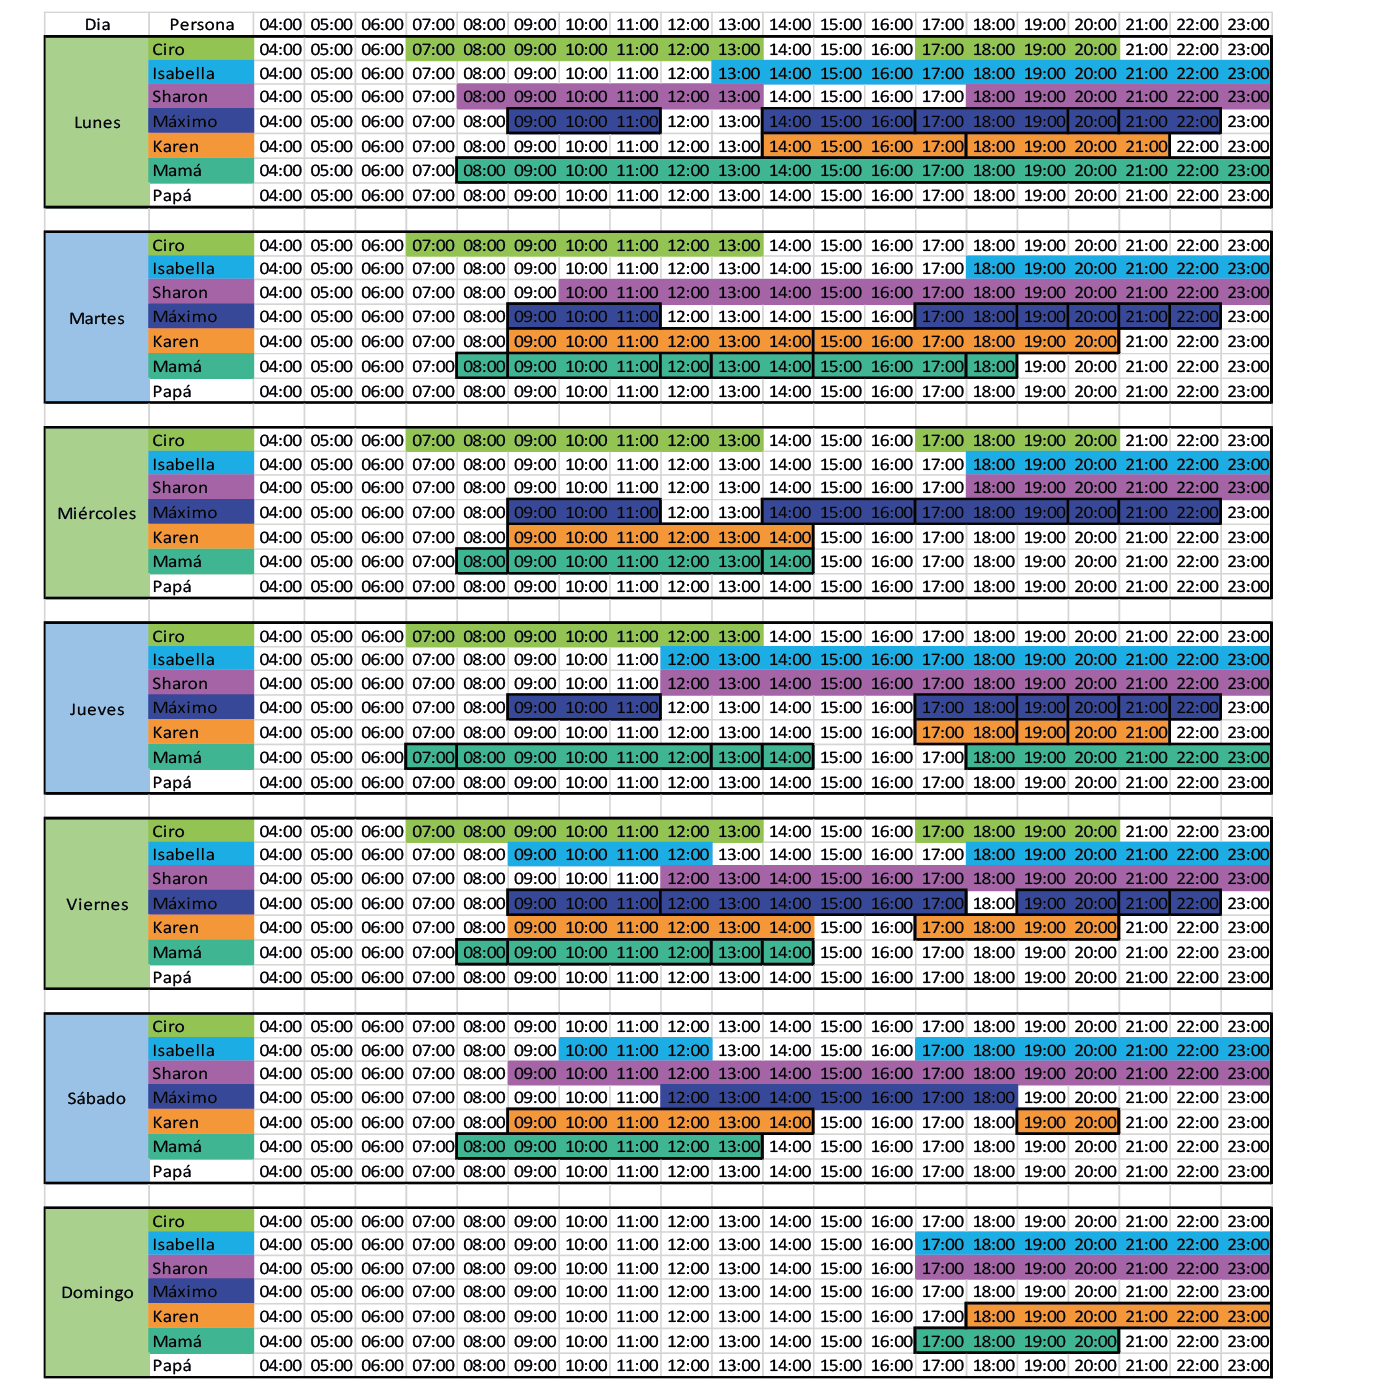 Dia Persona 04:00 05:00 06:00 07:00 08:00 09:00 10:00 11:00 12:00 13:00 14:00 15:00 16:00 17:00 18:00 19:00 20:00 21:00 22:00 23:00
Ciro 04:00 05:00 06:00 07:00 08:00 09:00 10:00 11:00 12:00 13:00 14:00 15:00 16:00 17:00 18:00 19:00 20:00 21:00 22:00 23:00
Isabella 04:00 05:00 06:00 07:00 08:00 09:00 10:00 11:00 12:00 13:00 14:00 15:00 16:00 17:00 18:00 19:00 20:00 21:00 22:00 23:00
Sharon 04:00 05:00 06:00 07:00 08:00 09:00 10:00 11:00 12:00 13:00 14:00 15:00 16:00 17:00 18:00 19:00 20:00 21:00 22:00 23:00
Lunes Máximo 04:00 05:00 06:00 07:00 08:00 09:00 10:00 11:00 12:00 13:00 14:00 15:00 16:00 17:00 18:00 19:00 20:00 21:00 22:00 23:00
Karen 04:00 05:00 06:00 07:00 08:00 09:00 10:00 11:00 12:00 13:00 14:00 15:00 16:00 17:00 18:00 19:00 20:00 21:00 22:00 23:00
Mamá 04:00 05:00 06:00 07:00 08:00 09:00 10:00 11:00 12:00 13:00 14:00 15:00 16:00 17:00 18:00 19:00 20:00 21:00 22:00 23:00
Papá 04:00 05:00 06:00 07:00 08:00 09:00 10:00 11:00 12:00 13:00 14:00 15:00 16:00 17:00 18:00 19:00 20:00 21:00 22:00 23:00
Ciro 04:00 05:00 06:00 07:00 08:00 09:00 10:00 11:00 12:00 13:00 14:00 15:00 16:00 17:00 18:00 19:00 20:00 21:00 22:00 23:00
Isabella 04:00 05:00 06:00 07:00 08:00 09:00 10:00 11:00 12:00 13:00 14:00 15:00 16:00 17:00 18:00 19:00 20:00 21:00 22:00 23:00
Sharon 04:00 05:00 06:00 07:00 08:00 09:00 10:00 11:00 12:00 13:00 14:00 15:00 16:00 17:00 18:00 19:00 20:00 21:00 22:00 23:00
Martes Máximo 04:00 05:00 06:00 07:00 08:00 09:00 10:00 11:00 12:00 13:00 14:00 15:00 16:00 17:00 18:00 19:00 20:00 21:00 22:00 23:00
Karen 04:00 05:00 06:00 07:00 08:00 09:00 10:00 11:00 12:00 13:00 14:00 15:00 16:00 17:00 18:00 19:00 20:00 21:00 22:00 23:00
Mamá 04:00 05:00 06:00 07:00 08:00 09:00 10:00 11:00 12:00 13:00 14:00 15:00 16:00 17:00 18:00 19:00 20:00 21:00 22:00 23:00
Papá 04:00 05:00 06:00 07:00 08:00 09:00 10:00 11:00 12:00 13:00 14:00 15:00 16:00 17:00 18:00 19:00 20:00 21:00 22:00 23:00
Ciro 04:00 05:00 06:00 07:00 08:00 09:00 10:00 11:00 12:00 13:00 14:00 15:00 16:00 17:00 18:00 19:00 20:00 21:00 22:00 23:00
Isabella 04:00 05:00 06:00 07:00 08:00 09:00 10:00 11:00 12:00 13:00 14:00 15:00 16:00 17:00 18:00 19:00 20:00 21:00 22:00 23:00
Sharon 04:00 05:00 06:00 07:00 08:00 09:00 10:00 11:00 12:00 13:00 14:00 15:00 16:00 17:00 18:00 19:00 20:00 21:00 22:00 23:00
Miércoles Máximo 04:00 05:00 06:00 07:00 08:00 09:00 10:00 11:00 12:00 13:00 14:00 15:00 16:00 17:00 18:00 19:00 20:00 21:00 22:00 23:00
Karen 04:00 05:00 06:00 07:00 08:00 09:00 10:00 11:00 12:00 13:00 14:00 15:00 16:00 17:00 18:00 19:00 20:00 21:00 22:00 23:00
Mamá 04:00 05:00 06:00 07:00 08:00 09:00 10:00 11:00 12:00 13:00 14:00 15:00 16:00 17:00 18:00 19:00 20:00 21:00 22:00 23:00
Papá 04:00 05:00 06:00 07:00 08:00 09:00 10:00 11:00 12:00 13:00 14:00 15:00 16:00 17:00 18:00 19:00 20:00 21:00 22:00 23:00
Ciro 04:00 05:00 06:00 07:00 08:00 09:00 10:00 11:00 12:00 13:00 14:00 15:00 16:00 17:00 18:00 19:00 20:00 21:00 22:00 23:00
Isabella 04:00 05:00 06:00 07:00 08:00 09:00 10:00 11:00 12:00 13:00 14:00 15:00 16:00 17:00 18:00 19:00 20:00 21:00 22:00 23:00
Sharon 04:00 05:00 06:00 07:00 08:00 09:00 10:00 11:00 12:00 13:00 14:00 15:00 16:00 17:00 18:00 19:00 20:00 21:00 22:00 23:00
Jueves Máximo 04:00 05:00 06:00 07:00 08:00 09:00 10:00 11:00 12:00 13:00 14:00 15:00 16:00 17:00 18:00 19:00 20:00 21:00 22:00 23:00
Karen 04:00 05:00 06:00 07:00 08:00 09:00 10:00 11:00 12:00 13:00 14:00 15:00 16:00 17:00 18:00 19:00 20:00 21:00 22:00 23:00
Mamá 04:00 05:00 06:00 07:00 08:00 09:00 10:00 11:00 12:00 13:00 14:00 15:00 16:00 17:00 18:00 19:00 20:00 21:00 22:00 23:00
Papá 04:00 05:00 06:00 07:00 08:00 09:00 10:00 11:00 12:00 13:00 14:00 15:00 16:00 17:00 18:00 19:00 20:00 21:00 22:00 23:00
Ciro 04:00 05:00 06:00 07:00 08:00 09:00 10:00 11:00 12:00 13:00 14:00 15:00 16:00 17:00 18:00 19:00 20:00 21:00 22:00 23:00
Isabella 04:00 05:00 06:00 07:00 08:00 09:00 10:00 11:00 12:00 13:00 14:00 15:00 16:00 17:00 18:00 19:00 20:00 21:00 22:00 23:00
Sharon 04:00 05:00 06:00 07:00 08:00 09:00 10:00 11:00 12:00 13:00 14:00 15:00 16:00 17:00 18:00 19:00 20:00 21:00 22:00 23:00
Viernes Máximo 04:00 05:00 06:00 07:00 08:00 09:00 10:00 11:00 12:00 13:00 14:00 15:00 16:00 17:00 18:00 19:00 20:00 21:00 22:00 23:00
Karen 04:00 05:00 06:00 07:00 08:00 09:00 10:00 11:00 12:00 13:00 14:00 15:00 16:00 17:00 18:00 19:00 20:00 21:00 22:00 23:00
Mamá 04:00 05:00 06:00 07:00 08:00 09:00 10:00 11:00 12:00 13:00 14:00 15:00 16:00 17:00 18:00 19:00 20:00 21:00 22:00 23:00
Papá 04:00 05:00 06:00 07:00 08:00 09:00 10:00 11:00 12:00 13:00 14:00 15:00 16:00 17:00 18:00 19:00 20:00 21:00 22:00 23:00
Ciro 04:00 05:00 06:00 07:00 08:00 09:00 10:00 11:00 12:00 13:00 14:00 15:00 16:00 17:00 18:00 19:00 20:00 21:00 22:00 23:00
Isabella 04:00 05:00 06:00 07:00 08:00 09:00 10:00 11:00 12:00 13:00 14:00 15:00 16:00 17:00 18:00 19:00 20:00 21:00 22:00 23:00
Sharon 04:00 05:00 06:00 07:00 08:00 09:00 10:00 11:00 12:00 13:00 14:00 15:00 16:00 17:00 18:00 19:00 20:00 21:00 22:00 23:00
Sábado Máximo 04:00 05:00 06:00 07:00 08:00 09:00 10:00 11:00 12:00 13:00 14:00 15:00 16:00 17:00 18:00 19:00 20:00 21:00 22:00 23:00
Karen 04:00 05:00 06:00 07:00 08:00 09:00 10:00 11:00 12:00 13:00 14:00 15:00 16:00 17:00 18:00 19:00 20:00 21:00 22:00 23:00
Mamá 04:00 05:00 06:00 07:00 08:00 09:00 10:00 11:00 12:00 13:00 14:00 15:00 16:00 17:00 18:00 19:00 20:00 21:00 22:00 23:00
Papá 04:00 05:00 06:00 07:00 08:00 09:00 10:00 11:00 12:00 13:00 14:00 15:00 16:00 17:00 18:00 19:00 20:00 21:00 22:00 23:00
Ciro 04:00 05:00 06:00 07:00 08:00 09:00 10:00 11:00 12:00 13:00 14:00 15:00 16:00 17:00 18:00 19:00 20:00 21:00 22:00 23:00
Isabella 04:00 05:00 06:00 07:00 08:00 09:00 10:00 11:00 12:00 13:00 14:00 15:00 16:00 17:00 18:00 19:00 20:00 21:00 22:00 23:00
Sharon 04:00 05:00 06:00 07:00 08:00 09:00 10:00 11:00 12:00 13:00 14:00 15:00 16:00 17:00 18:00 19:00 20:00 21:00 22:00 23:00
Domingo Máximo 04:00 05:00 06:00 07:00 08:00 09:00 10:00 11:00 12:00 13:00 14:00 15:00 16:00 17:00 18:00 19:00 20:00 21:00 22:00 23:00
Karen 04:00 05:00 06:00 07:00 08:00 09:00 10:00 11:00 12:00 13:00 14:00 15:00 16:00 17:00 18:00 19:00 20:00 21:00 22:00 23:00
Mamá 04:00 05:00 06:00 07:00 08:00 09:00 10:00 11:00 12:00 13:00 14:00 15:00 16:00 17:00 18:00 19:00 20:00 21:00 22:00 23:00
Papá 04:00 05:00 06:00 07:00 08:00 09:00 10:00 11:00 12:00 13:00 14:00 15:00 16:00 17:00 18:00 19:00 20:00 21:00 22:00 23:00